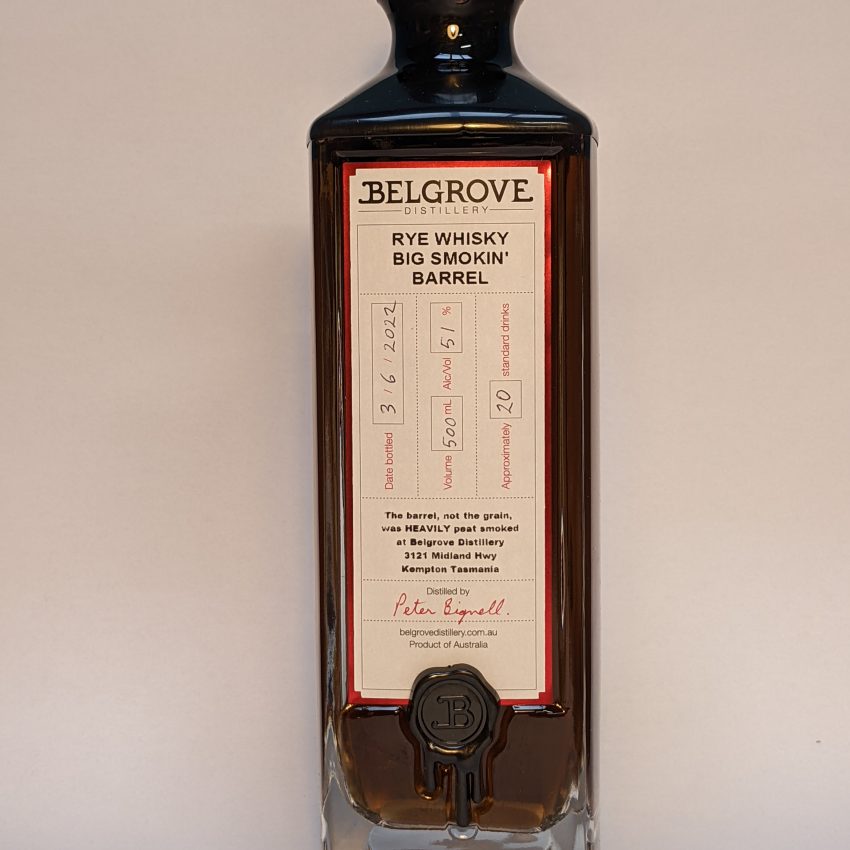 BELGROVE
DISTILLERY
RYE WHISKY
BIG SMOKIN'
BARREL
Date bottled 3 / 6 / 2022
Volume 500 mL Alc/Vol 51 %
Approximately 20 standard drinks
The barrel, not the grain,
was HEAVILY peat smoked
at Belgrove Distillery
3121 Midland Hwy
Kempton Tasmania
Distilled by
Peter Bignell.
belgrovedistillery.com.au
Product of Australia
B